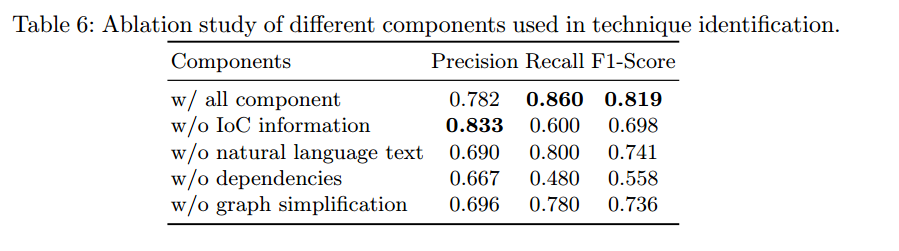 Table 6: Ablation study of different components used in technique identification.
Components Precision Recall F1-Score
w/ all component 0.782 0.860 0.819
w/o IoC information 0.833 0.600 0.698
w/o natural language text 0.690 0.800 0.741
w/o dependencies 0.667 0.480 0.558
w/o graph simplification 0.696 0.780 0.736